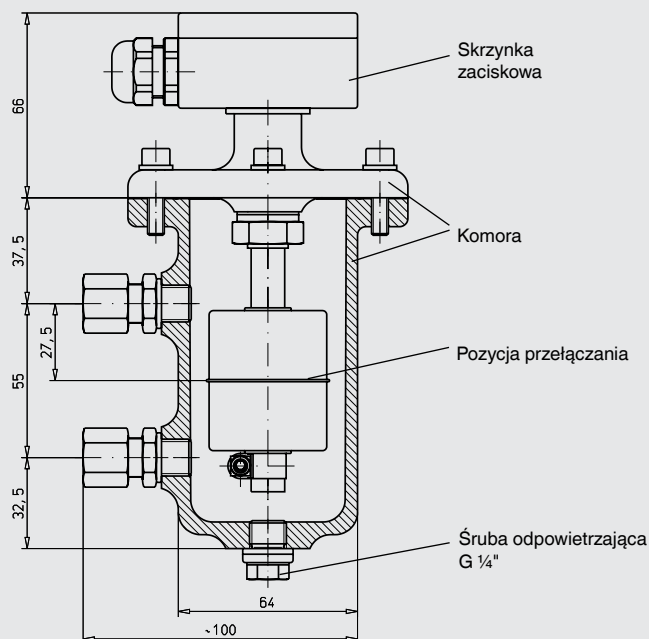 Skrzynka
zaciskowa
66
Komora
37,5
27,5
Pozycja przełączania
55
32,5
Śruba odpowietrzająca
G ¼"
64
~100